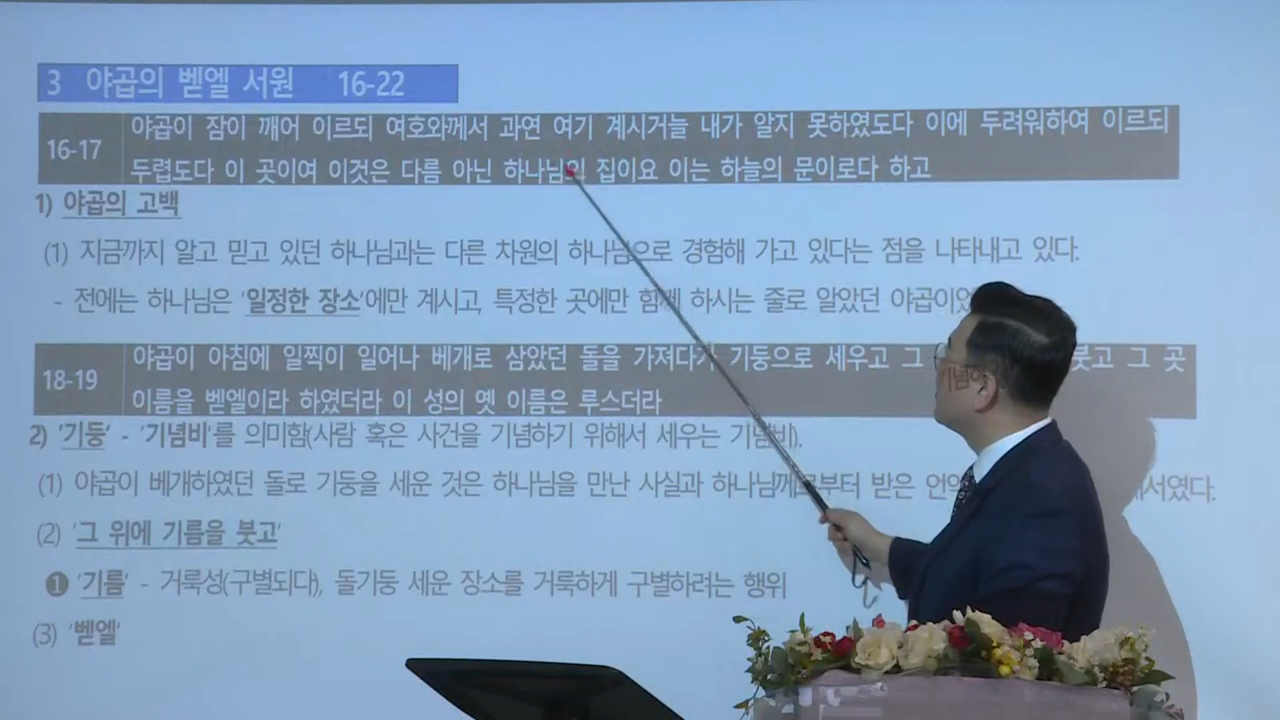 3 야곱의 벧엘 서원 16-22
16-17 야곱이 잠이 깨어 이르되 여호와께서 과연 여기 계시거늘 내가 알지 못하였도다 이에 두려워하여 이르되
두렵도다 이 곳이여 이것은 다름 아닌 하나님의 집이요 이는 하늘의 문이로다 하고
1) 야곱의 고백
(1) 지금까지 알고 믿고 있던 하나님과는 다른 차원의 하나님으로 경험해 가고 있다는 점을 나타내고 있다.
- 전에는 하나님은 '일정한 장소'에만 계시고, 특정한 곳에만 함께 하시는 줄로 알았던
18-19 야곱이 아침에 일찍이 일어나 베개로 삼았던 돌을 가져다가 기둥으로 세우고 그 붓고 그 곳
이름을 벧엘이라 하였더라 이 성의 옛 이름은 루스더라
2) '기둥' - '기념비'를 의미함(사람 혹은 사건을 기념하기 위해서 세우는 기념비).
(1) 야곱이 베개하였던 돌로 기둥을 세운 것은 하나님을 만난 사실과 하나님께로부터 받은
(2) '그 위에 기름을 붓고'
❶ '기름' - 거룩성(구별되다), 돌기둥 세운 장소를 거룩하게 구별하려는 행위
(3) '벧엘'